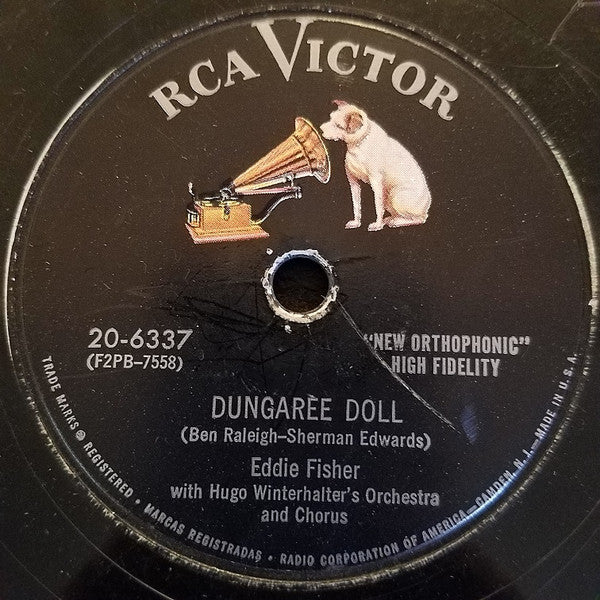 RCA VICTOR
20-6337
(F2PB-7558)
"NEW ORTHOPHONIC"
HIGH FIDELITY
DUNGAREE DOLL
(Ben Raleigh-Sherman Edwards)
Eddie Fisher
with Hugo Winterhalter's Orchestra
and Chorus
TRADE MARKS ® REGISTERED • MARCAS REGISTRADAS • RADIO CORPORATION OF AMERICA—CAMDEN, N.J.—MADE IN U.S.A.